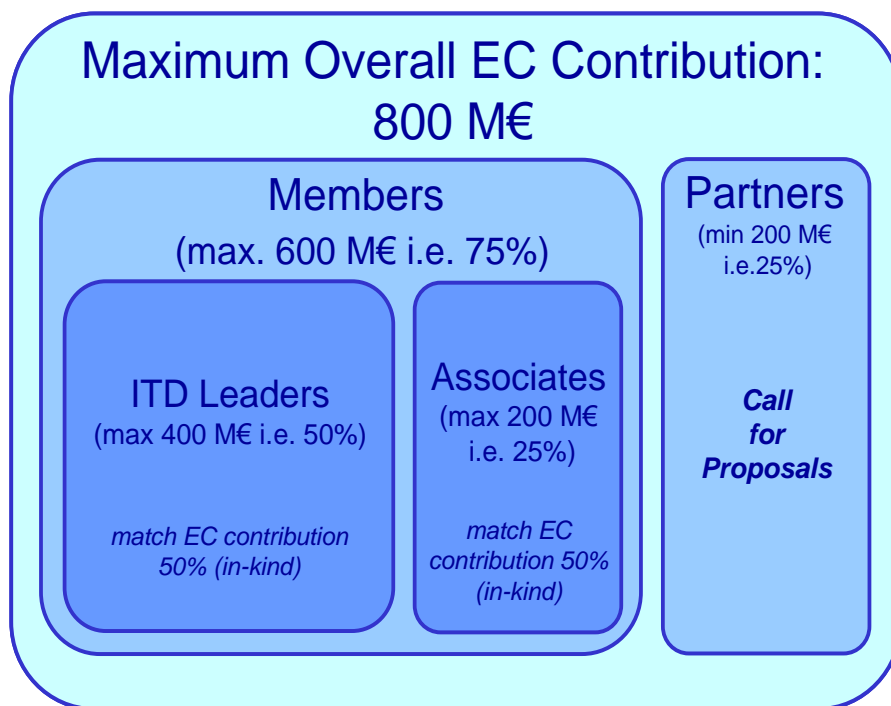 Maximum Overall EC Contribution:
800 M€
Members
(max. 600 M€ i.e. 75%)
ITD Leaders
(max 400 M€ i.e. 50%)
match EC contribution
50% (in-kind)
Associates
(max 200 M€
i.e. 25%)
match EC
contribution 50%
(in-kind)
Partners
(min 200 M€
i.e.25%)
Call
for
Proposals